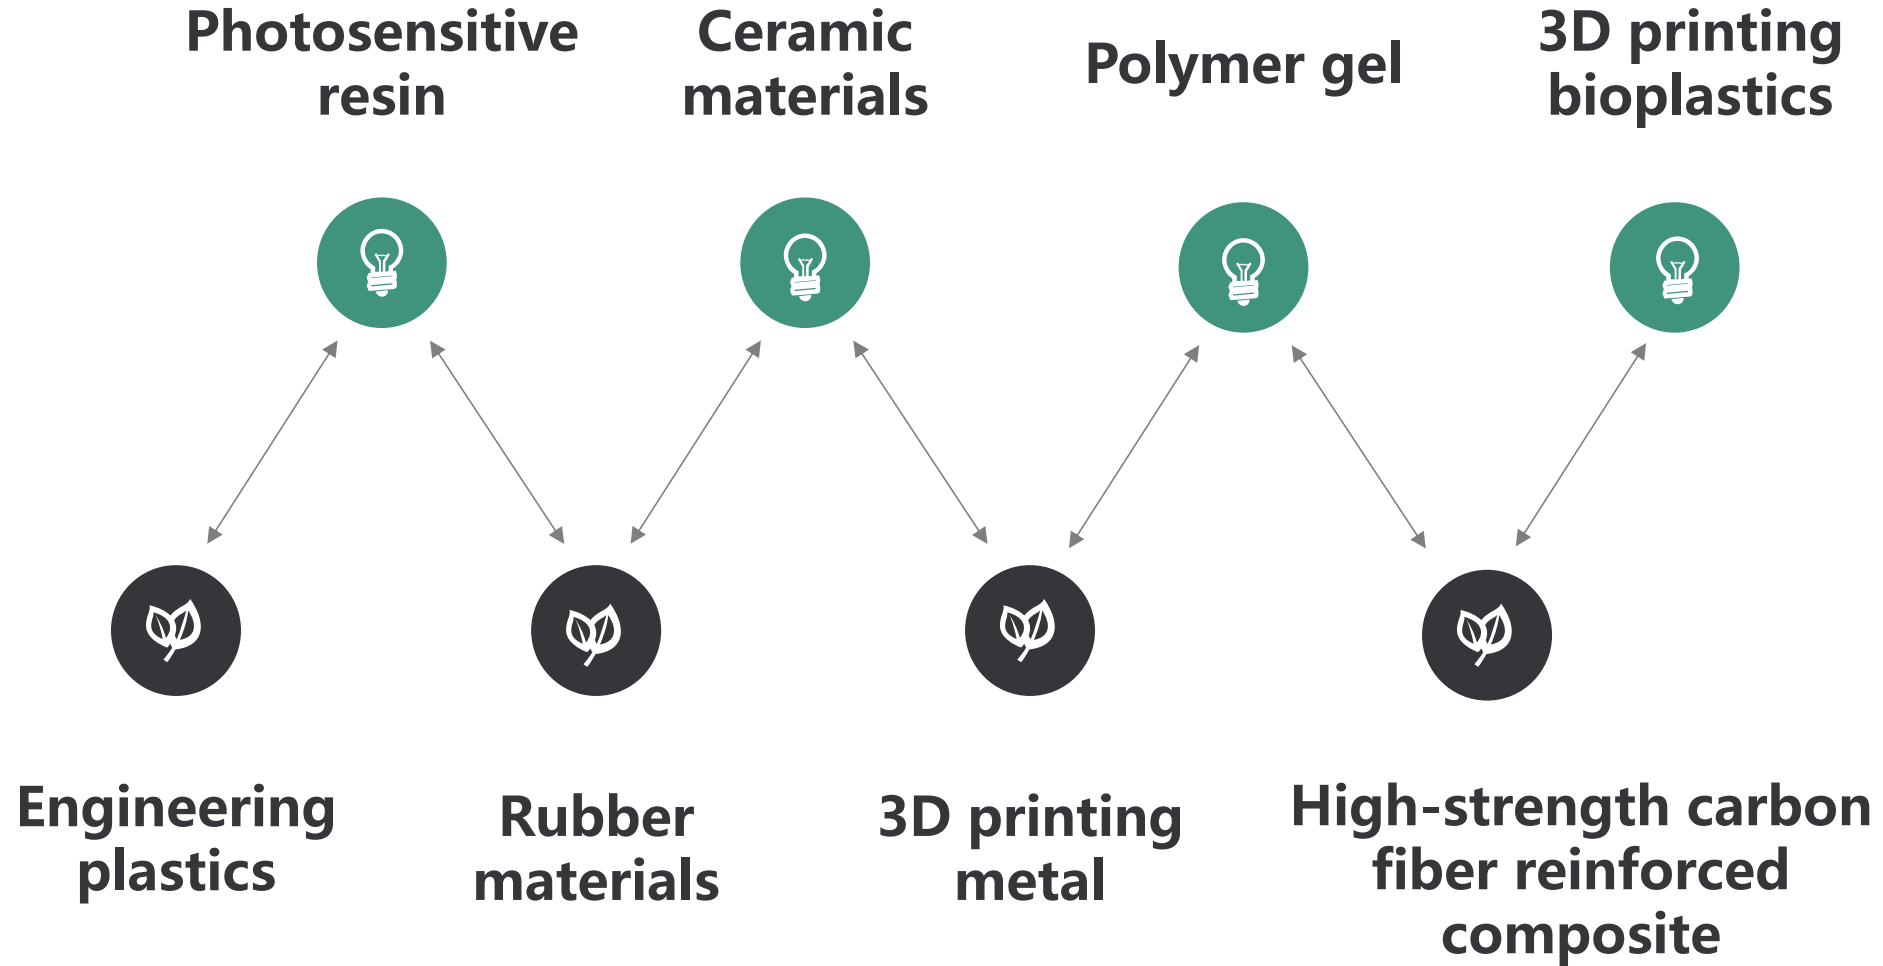 Photosensitive
resin
Ceramic
materials
Polymer gel
3D printing
bioplastics
Engineering
plastics
Rubber
materials
3D printing
metal
High-strength carbon
fiber reinforced
composite